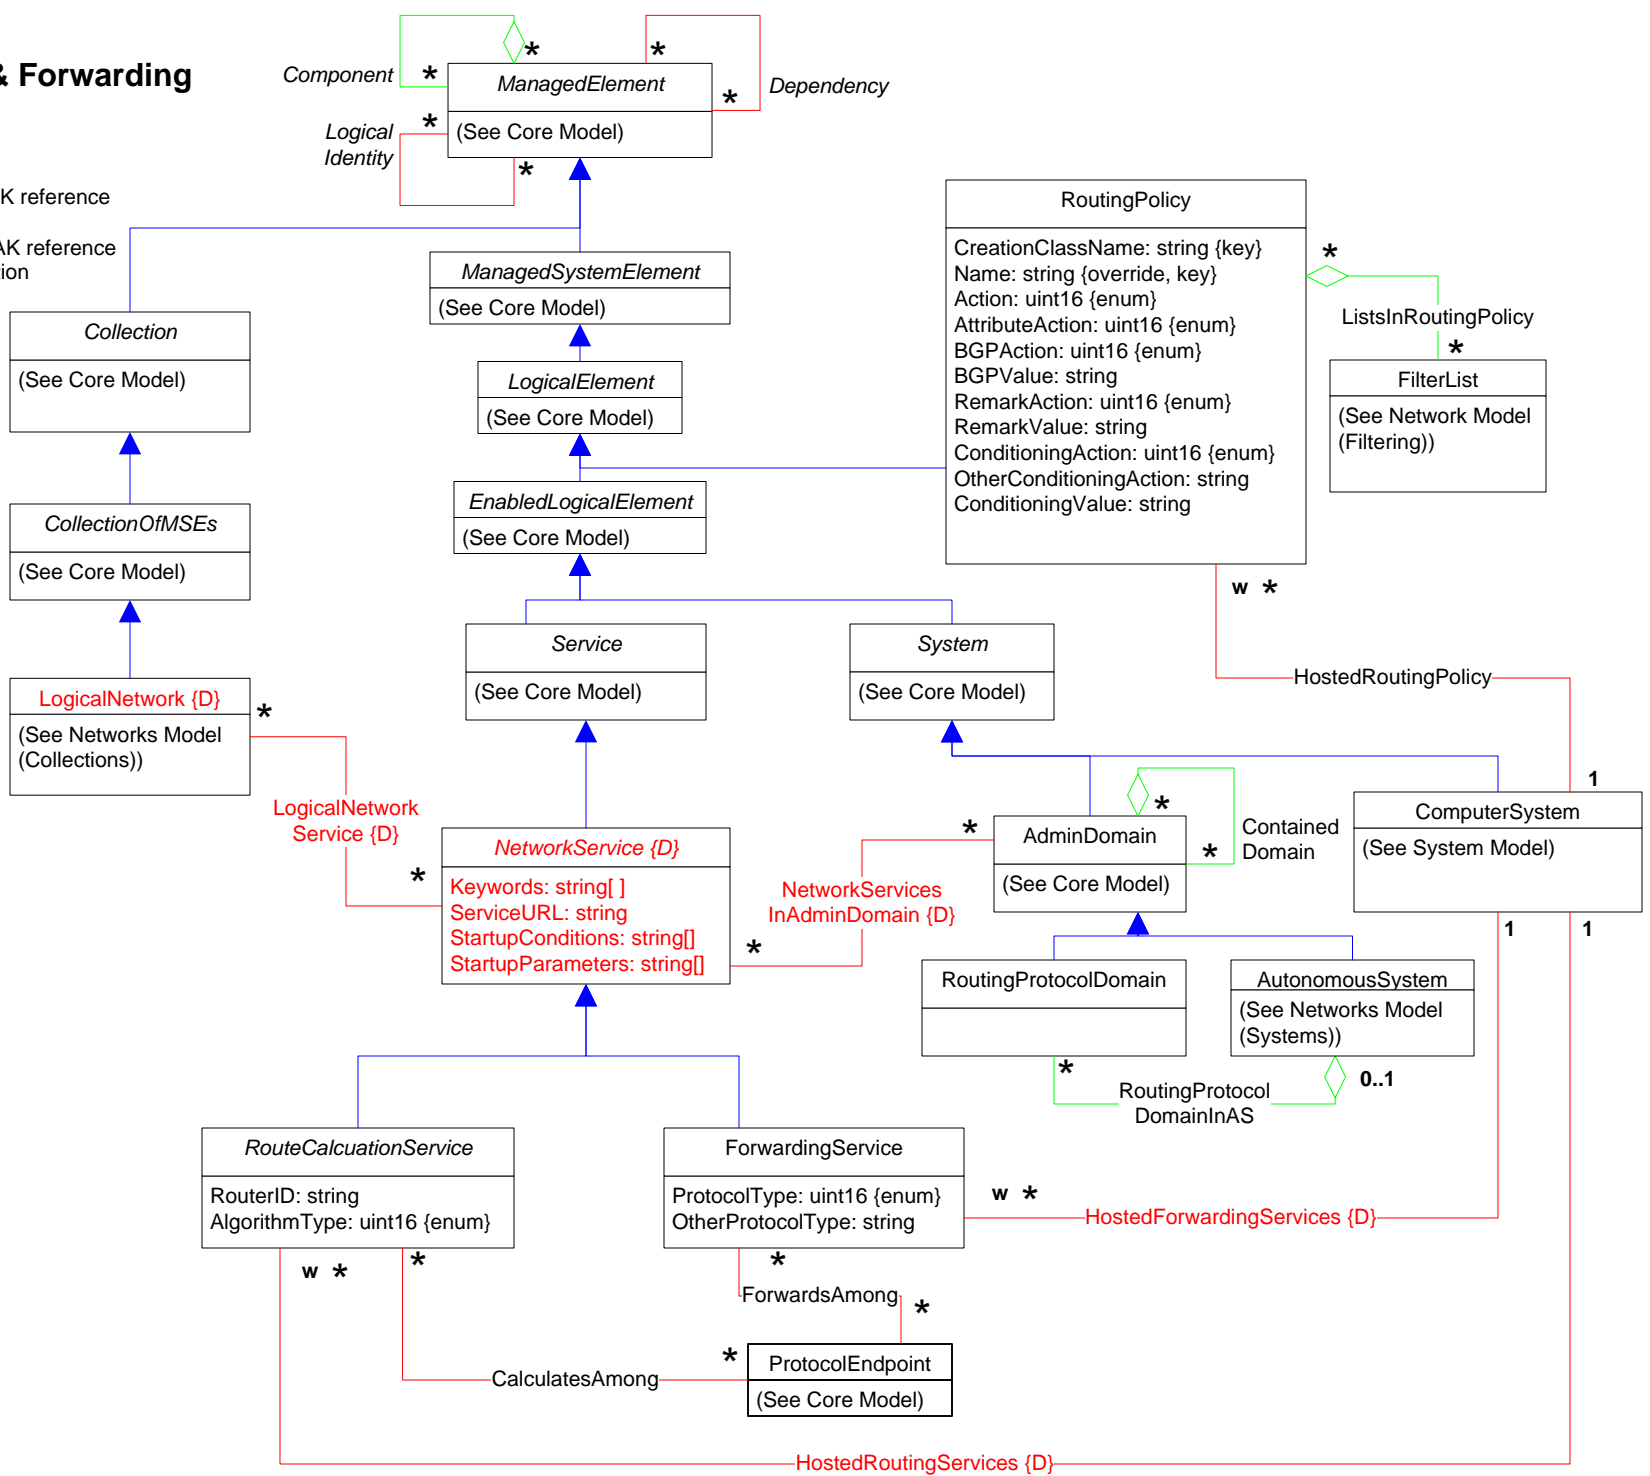 & Forwarding
Component
*
*
ManagedElement
(See Core Model)
*
*
Dependency
Logical
Identity
*
*
K reference
AK reference
tion
Collection
(See Core Model)
ManagedSystemElement
(See Core Model)
LogicalElement
(See Core Model)
EnabledLogicalElement
(See Core Model)
RoutingPolicy
CreationClassName: string {key}
Name: string {override, key}
Action: uint16 {enum}
AttributeAction: uint16 {enum}
BGPAction: uint16 {enum}
BGPValue: string
RemarkAction: uint16 {enum}
RemarkValue: string
ConditioningAction: uint16 {enum}
OtherConditioningAction: string
ConditioningValue: string
*
ListsInRoutingPolicy
*
FilterList
(See Network Model
(Filtering))
CollectionOfMSEs
(See Core Model)
w *
HostedRoutingPolicy
1
Service
(See Core Model)
System
(See Core Model)
LogicalNetwork {D}
(See Networks Model
(Collections))
*
LogicalNetwork
Service {D}
*
NetworkService {D}
Keywords: string[ ]
ServiceURL: string
StartupConditions: string[]
StartupParameters: string[]
*
NetworkServices
InAdminDomain {D}
*
AdminDomain
(See Core Model)
*
*
Contained
Domain
ComputerSystem
(See System Model)
1
1
RoutingProtocolDomain
AutonomousSystem
(See Networks Model
(Systems))
*
RoutingProtocol
DomainInAS
0..1
RouteCalcuationService
RouterID: string
AlgorithmType: uint16 {enum}
ForwardingService
ProtocolType: uint16 {enum}
OtherProtocolType: string
w *
HostedForwardingServices {D}
w *
*
*
ForwardsAmong
*
*
CalculatesAmong
ProtocolEndpoint
(See Core Model)
HostedRoutingServices {D}